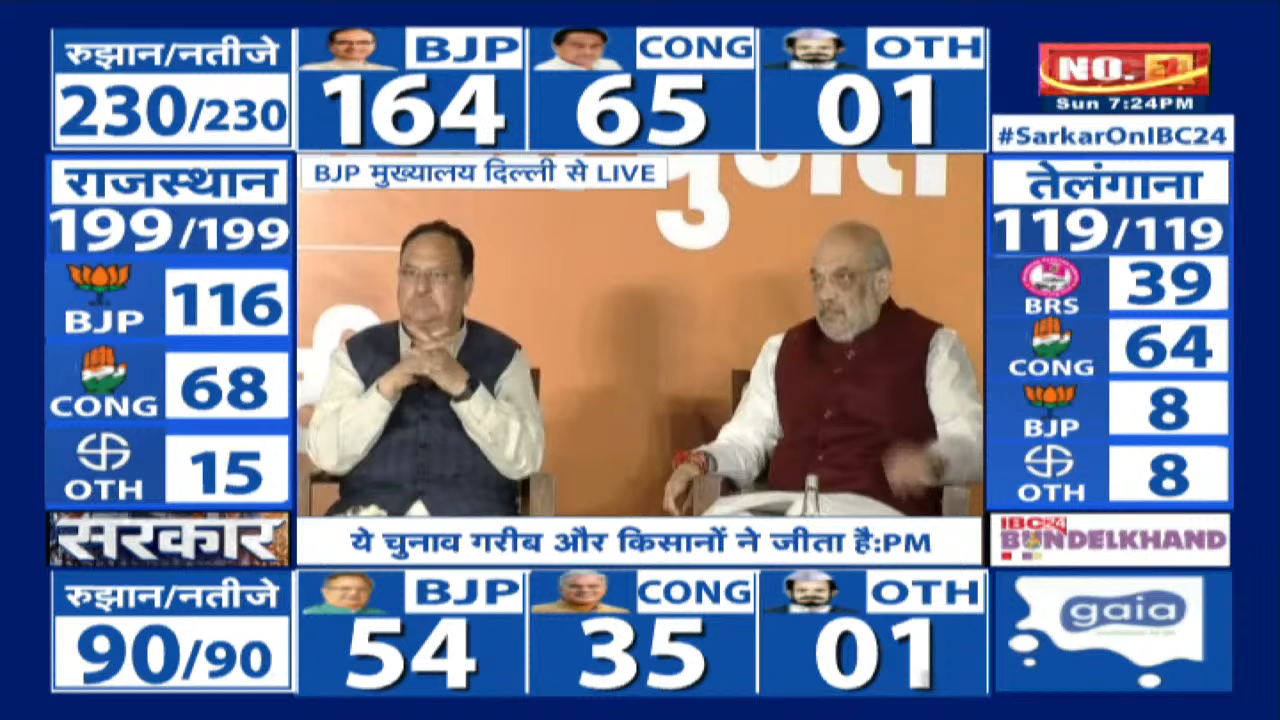 रुझान/नतीजे
230/230
BJP
164
CONG
65
OTH
01
NO.
Sun 7:24PM
#SarkarOnIBC24
राजस्थान
199/199
BJP
116
CONG
68
OTH
15
सरकार
BJP मुख्यालय दिल्ली से LIVE
ये चुनाव गरीब और किसानों ने जीता है:PM
तेलंगाना
119/119
BRS
39
CONG
64
BJP
8
OTH
8
IBC24
BUNDELKHAND
रुझान/नतीजे
90/90
BJP
54
CONG
35
OTH
01
gaia